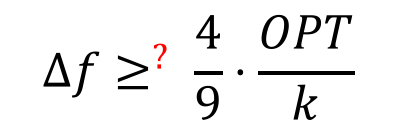 Δf ≥? 4/9 · OPT/k